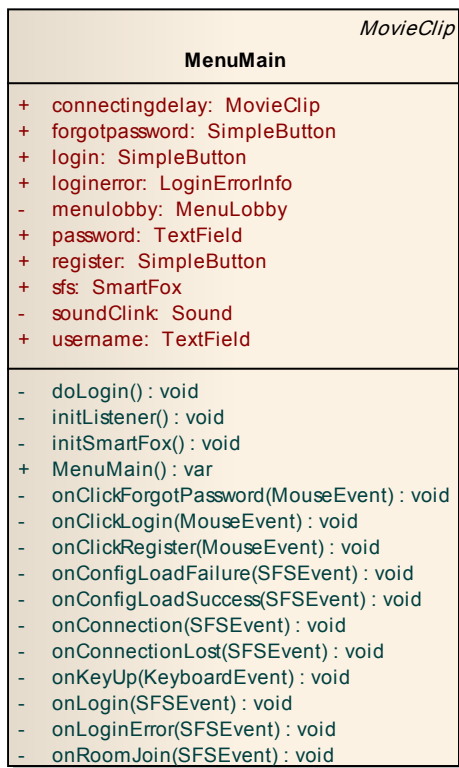 MovieClip
MenuMain
+ connectingdelay: MovieClip
+ forgotpassword: SimpleButton
+ login: SimpleButton
+ loginerror: LoginErrorInfo
- menulobby: MenuLobby
+ password: TextField
+ register: SimpleButton
+ sfs: SmartFox
- soundClink: Sound
+ username: TextField
- doLogin() : void
- initListener() : void
- initSmartFox() : void
+ MenuMain() : var
- onClickForgotPassword(MouseEvent) : void
- onClickLogin(MouseEvent) : void
- onClickRegister(MouseEvent) : void
- onConfigLoadFailure(SFSEvent) : void
- onConfigLoadSuccess(SFSEvent) : void
- onConnection(SFSEvent) : void
- onConnectionLost(SFSEvent) : void
- onKeyUp(KeyboardEvent) : void
- onLogin(SFSEvent) : void
- onLoginError(SFSEvent) : void
- onRoomJoin(SFSEvent) : void